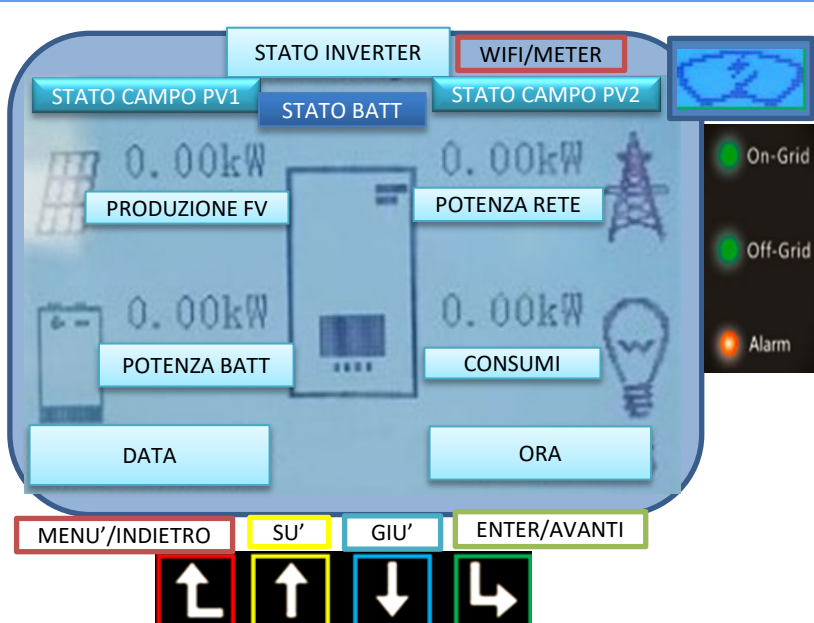 STATO INVERTER
WIFI/METER
STATO CAMPO PV1
STATO BATT
STATO CAMPO PV2
0.00kW
0.00kW
On-Grid
PRODUZIONE FV
POTENZA RETE
Off-Grid
0.00kW
0.00kW
Alarm
POTENZA BATT
CONSUMI
DATA
ORA
MENU’/INDIETRO
SU’
GIU’
ENTER/AVANTI